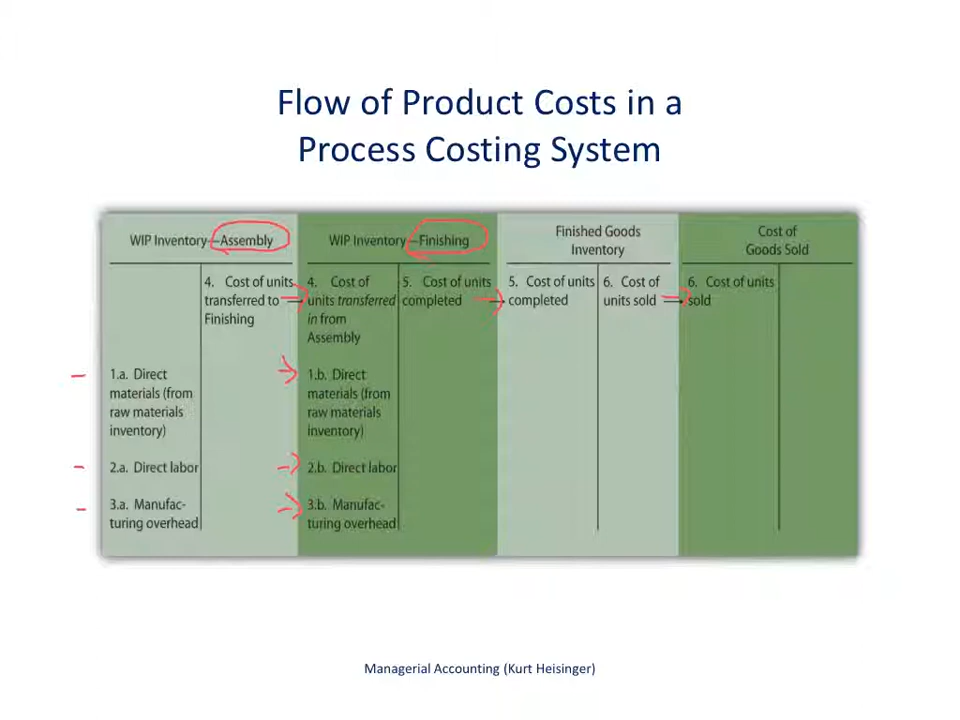 Flow of Product Costs in a
Process Costing System
WIP Inventory—Assembly
4. Cost of units
transferred to
Finishing
1.a. Direct
materials (from
raw materials
inventory)
2.a. Direct labor
3.a. Manufac-
turing overhead
WIP Inventory—Finishing
4. Cost of
units transferred
in from
Assembly
1.b. Direct
materials (from
raw materials
inventory)
2.b. Direct labor
3.b. Manufac-
turing overhead
5. Cost of units
completed
Finished Goods
Inventory
5. Cost of units
completed
6. Cost of
units sold
Cost of
Goods Sold
6. Cost of units
sold
Managerial Accounting (Kurt Heisinger)